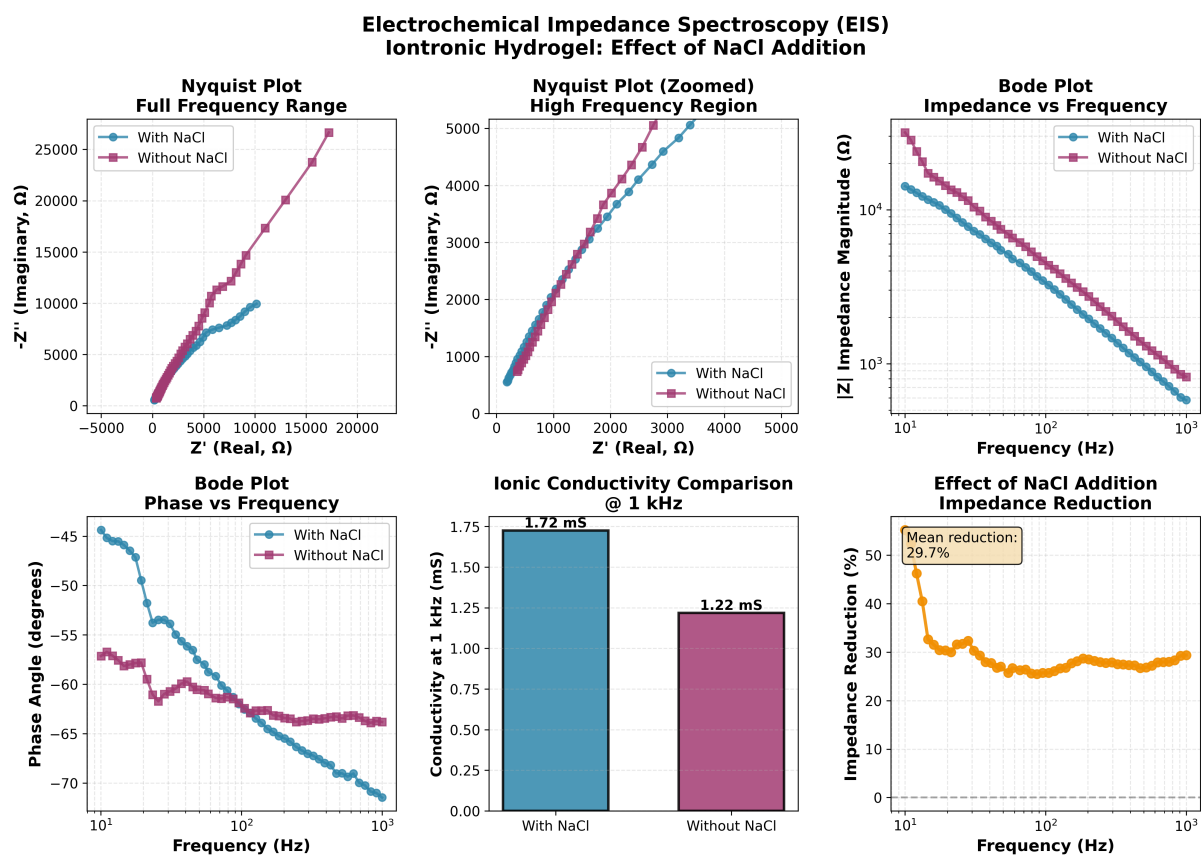 Electrochemical Impedance Spectroscopy (EIS)
Iontronic Hydrogel: Effect of NaCl Addition
Nyquist Plot
Full Frequency Range
With NaCl
Without NaCl
-Z'' (Imaginary, Ω)
25000
20000
15000
10000
5000
0
−5000
0
5000
10000
15000
20000
Z' (Real, Ω)
Nyquist Plot (Zoomed)
High Frequency Region
With NaCl
Without NaCl
-Z'' (Imaginary, Ω)
5000
4000
3000
2000
1000
0
0
1000
2000
3000
4000
5000
Z' (Real, Ω)
Bode Plot
Impedance vs Frequency
With NaCl
Without NaCl
|Z| Impedance Magnitude (Ω)
10⁴
10³
10¹
10²
10³
Frequency (Hz)
Bode Plot
Phase vs Frequency
With NaCl
Without NaCl
Phase Angle (degrees)
−45
−50
−55
−60
−65
−70
10¹
10²
10³
Frequency (Hz)
Ionic Conductivity Comparison
@ 1 kHz
Conductivity at 1 kHz (mS)
1.75
1.50
1.25
1.00
0.75
0.50
0.25
0.00
1.72 mS
1.22 mS
With NaCl
Without NaCl
Effect of NaCl Addition
Impedance Reduction
Mean reduction:
29.7%
Impedance Reduction (%)
50
40
30
20
10
0
10¹
10²
10³
Frequency (Hz)